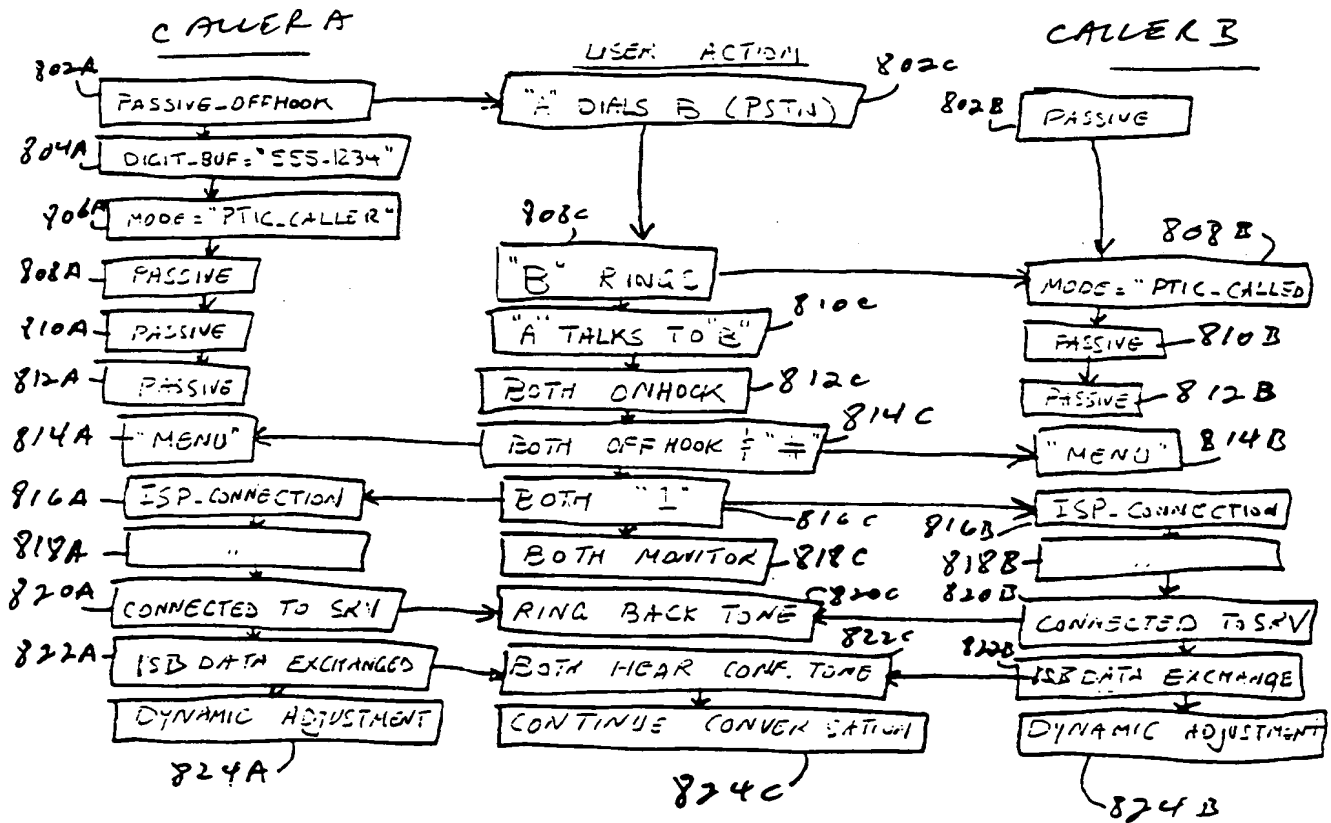 CALLER A
USER ACTION
CALLER B
802A
PASSIVE-OFFHOOK
"A" DIALS B (PSTN)
802C
802B
PASSIVE
804A
DIGIT_BUF="555-1234"
806A
MODE="PTIC_CALLER"
808C
808B
808A
PASSIVE
"B" RINGS
MODE="PTIC_CALLED
810A
PASSIVE
"A" TALKS TO "B"
810C
PASSIVE
810B
812A
PASSIVE
BOTH ONHOOK
812C
PASSIVE
812B
814A
"MENU"
BOTH OFFHOOK & "#"
814C
"MENU"
814B
816A
ISP_CONNECTION
BOTH "1"
816C
816B
ISP_CONNECTION
818A
"
BOTH MONITOR
818C
818B
..
820A
CONNECTED TO SRV
RING BACK TONE
820C
820B
CONNECTED TO SRV
822A
ISB DATA EXCHANGED
BOTH HEAR CONF. TONE
822C
822B
ISB DATA EXCHANGE
DYNAMIC ADJUSTMENT
CONTINUE CONVERSATION
DYNAMIC ADJUSTMENT
824A
824C
824B